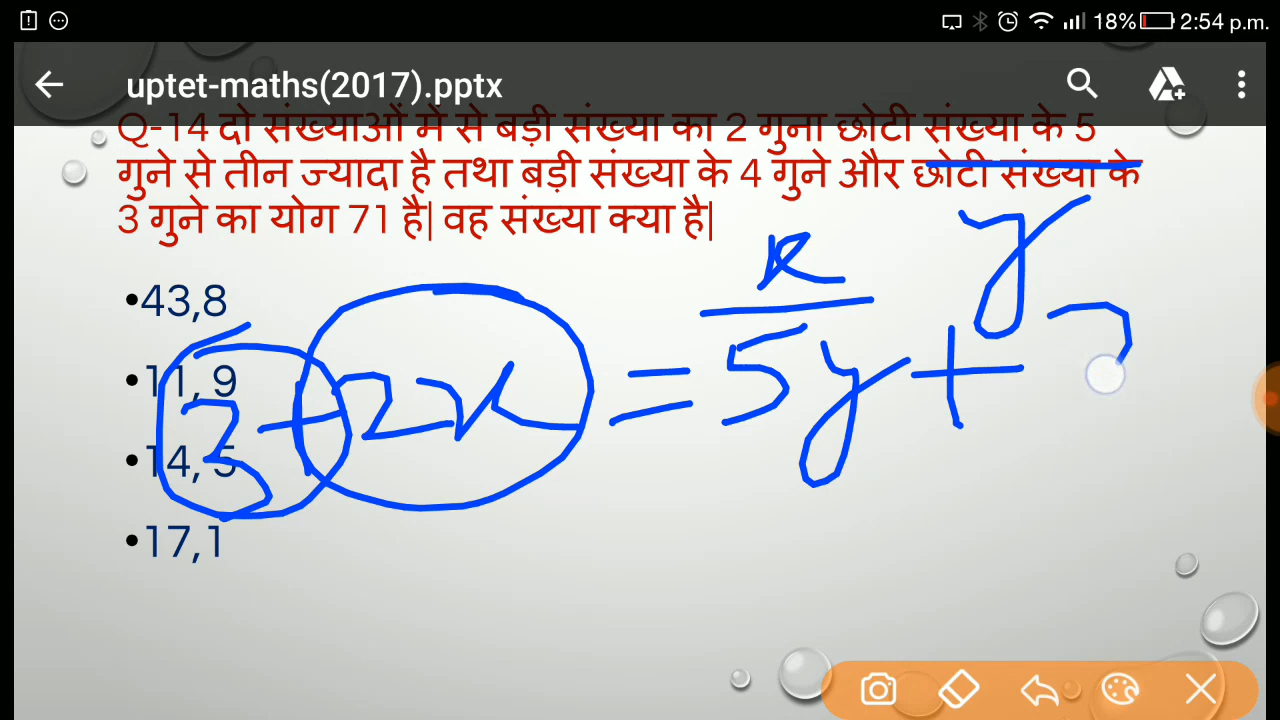 18% 2:54 p.m.
uptet-maths(2017).pptx
Q-14 दो संख्याओं में से बड़ी संख्या का 2 गुना छोटी संख्या के 5
गुने से तीन ज्यादा है तथा बड़ी संख्या के 4 गुने और छोटी संख्या के
3 गुने का योग 71 है| वह संख्या क्या है|
x y
•43,8
•11, 9
3 + 2x = 5y +
•14, 5
•17,1